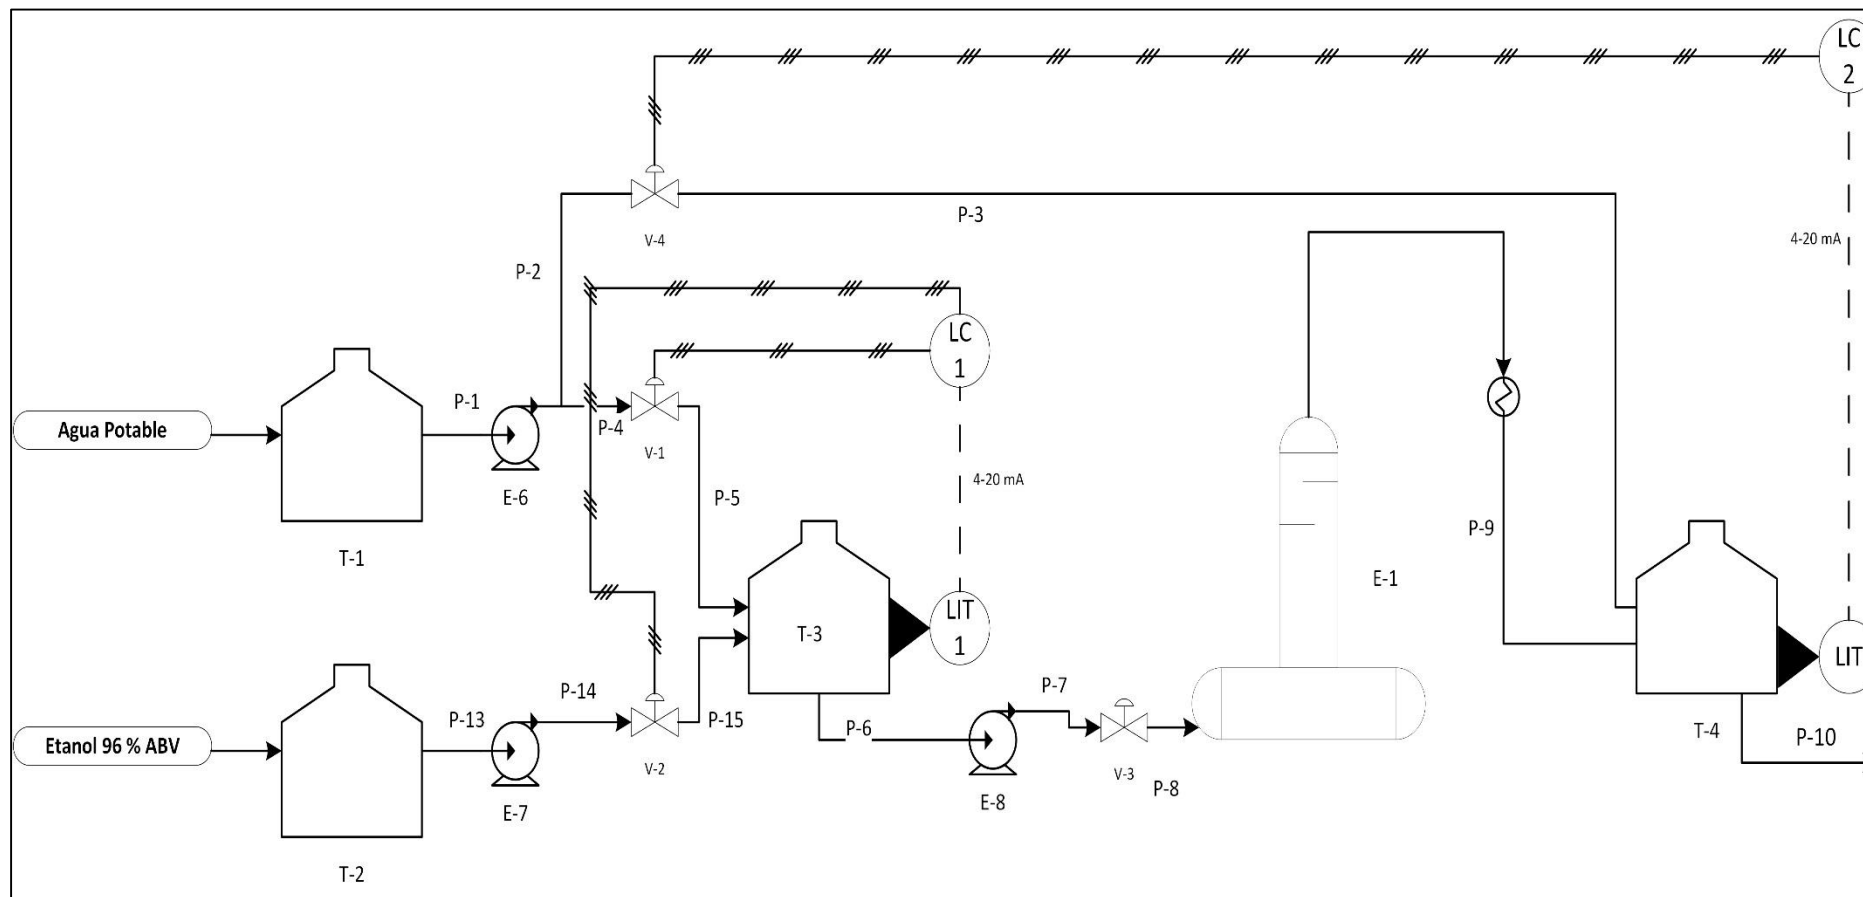 LC
2
4-20 mA
P-3
V-4
P-2
LC
1
Agua Potable
P-1
P-4
V-1
E-6
T-1
P-5
4-20 mA
P-9
E-1
T-3
LIT
1
LIT
Etanol 96 % ABV
P-13
P-14
P-15
V-2
E-7
T-2
P-6
P-7
E-8
V-3
P-8
T-4
P-10